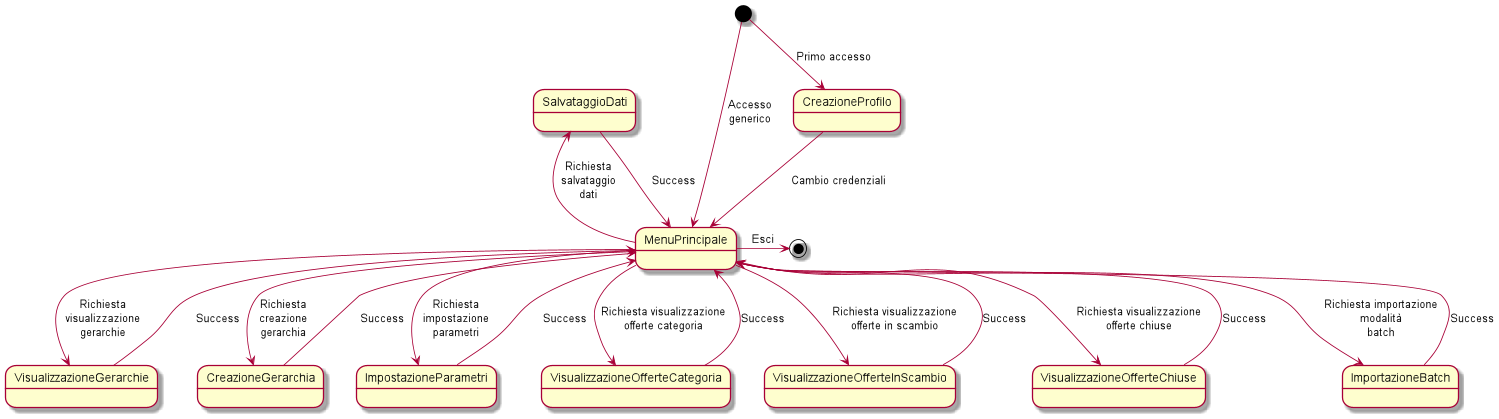 Primo accesso
SalvataggioDati
Accesso
generico
CreazioneProfilo
Richiesta
salvataggio
dati
Success
Cambio credenziali
MenuPrincipale
Esci
Richiesta
visualizzazione
gerarchie
Success
Richiesta
creazione
gerarchia
Success
Richiesta
impostazione
parametri
Success
Richiesta visualizzazione
offerte categoria
Success
Richiesta visualizzazione
offerte in scambio
Success
Richiesta visualizzazione
offerte chiuse
Success
Richiesta importazione
modalità
batch
Success
VisualizzazioneGerarchie
CreazioneGerarchia
ImpostazioneParametri
VisualizzazioneOfferteCategoria
VisualizzazioneOfferteInScambio
VisualizzazioneOfferteChiuse
ImportazioneBatch